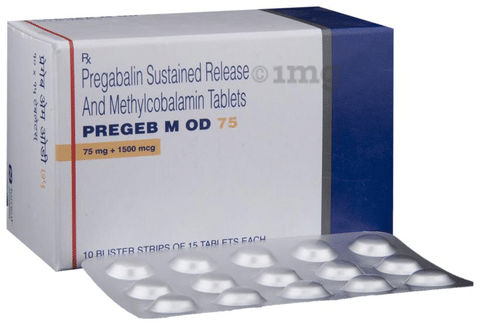 Rx
Pregabalin Sustained Release
And Methylcobalamin Tablets
PREGEB M OD 75
75 mg + 1500 mcg
10 BLISTER STRIPS OF 15 TABLETS EACH
1mg